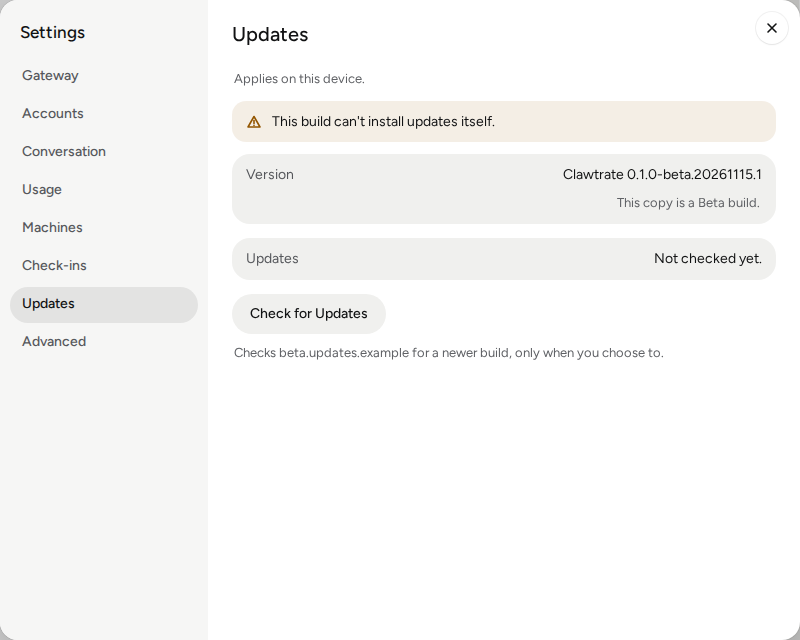 Settings
Gateway
Accounts
Conversation
Usage
Machines
Check-ins
Updates
Advanced
Updates
Applies on this device.
This build can't install updates itself.
Version
Clawtrate 0.1.0-beta.20261115.1
This copy is a Beta build.
Updates
Not checked yet.
Check for Updates
Checks beta.updates.example for a newer build, only when you choose to.